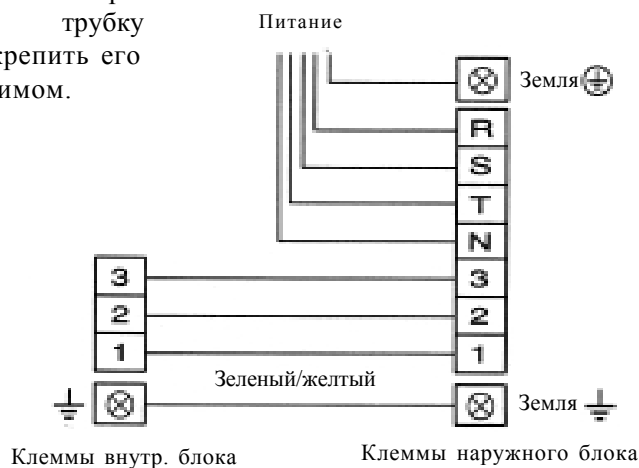 трубку
крепить его
имом.
Питание
Земля
R
S
T
N
3
3
2
2
1
1
Зеленый/желтый
Земля
Клеммы внутр. блока
Клеммы наружного блока